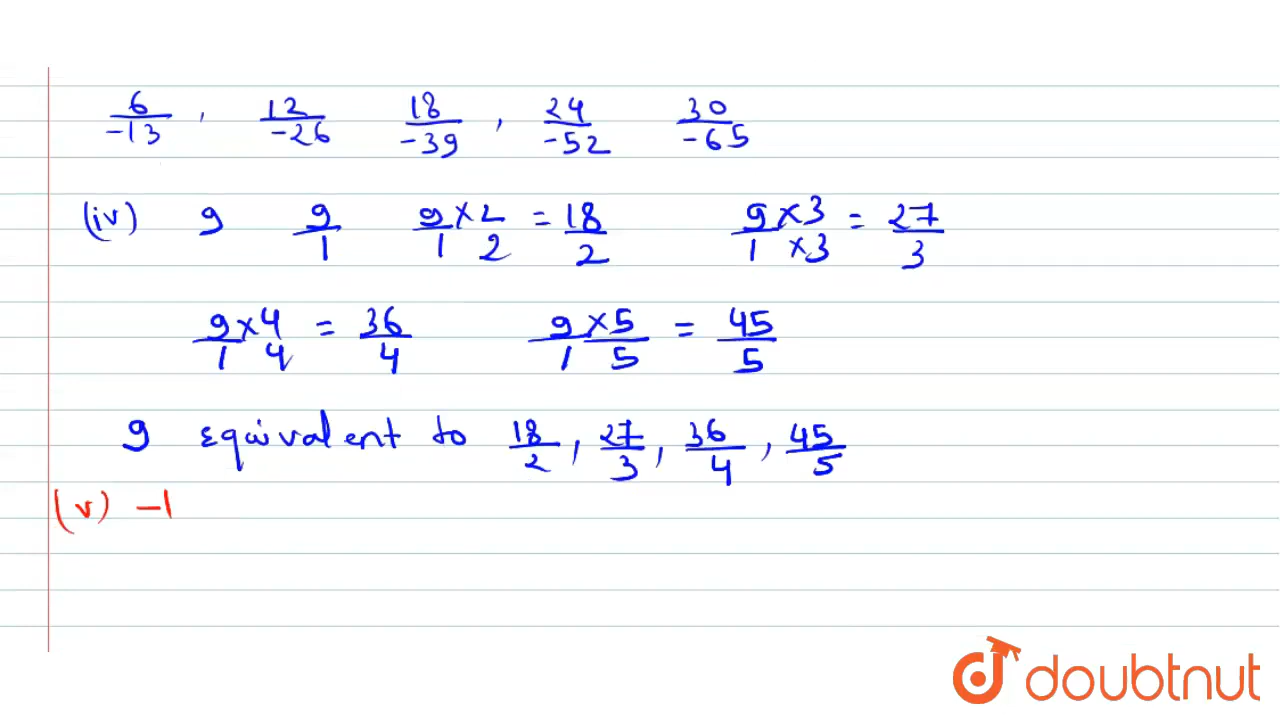 6/-13 , 12/-26 18/-39 , 24/-52 30/-65
(iv) 9 9/1 9/1 × 2/2 = 18/2 9/1 × 3/× 3 = 27/3
9/1 × 4/4 = 36/4 9/1 × 5/5 = 45/5
9 equivalent to 18/2 , 27/3 , 36/4 , 45/5
(v) -1
doubtnut